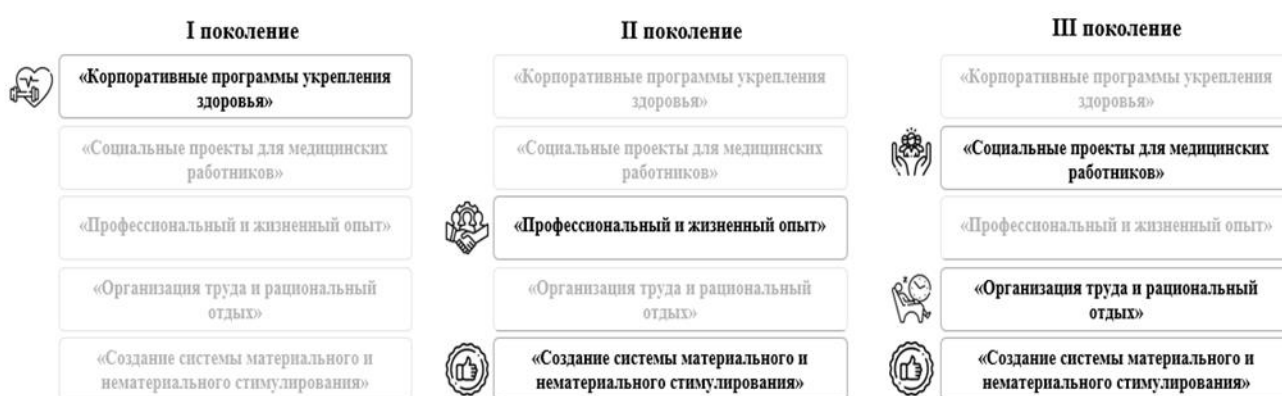 I поколение
«Корпоративные программы укрепления
здоровья»
«Социальные проекты для медицинских
работников»
«Профессиональный и жизненный опыт»
«Организация труда и рациональный
отдых»
«Создание системы материального и
нематериального стимулирования»
II поколение
«Корпоративные программы укрепления
здоровья»
«Социальные проекты для медицинских
работников»
«Профессиональный и жизненный опыт»
«Организация труда и рациональный
отдых»
«Создание системы материального и
нематериального стимулирования»
III поколение
«Корпоративные программы укрепления
здоровья»
«Социальные проекты для медицинских
работников»
«Профессиональный и жизненный опыт»
«Организация труда и рациональный
отдых»
«Создание системы материального и
нематериального стимулирования»